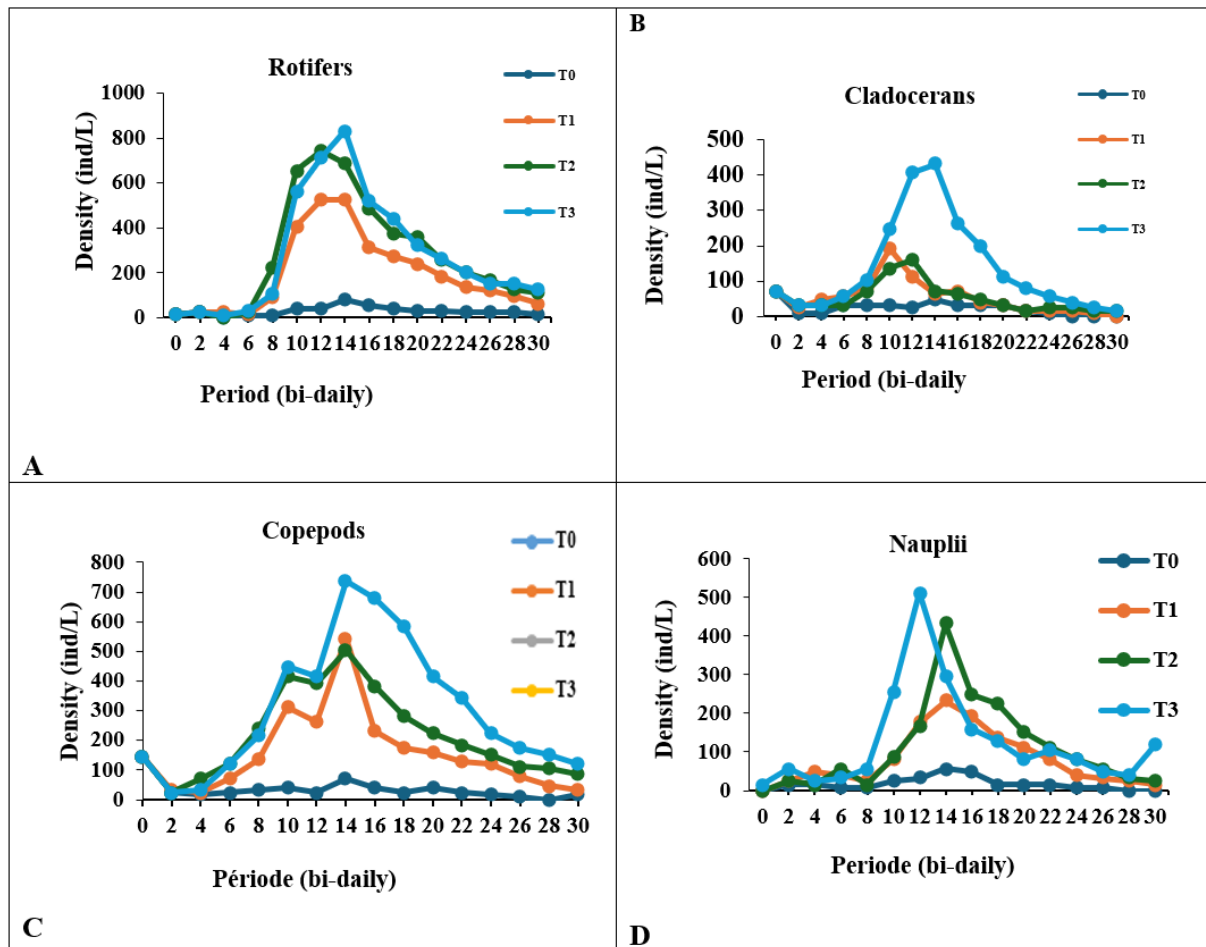 Rotifers
1000
800
600
400
200
0
Density (ind/L)
0 2 4 6 8 10 12 14 16 18 20 22 24 26 28 30
Period (bi-daily)
T0
T1
T2
T3
A
B
Cladocerans
500
400
300
200
100
0
Density (ind/L)
0 2 4 6 8 10 12 14 16 18 20 22 24 26 28 30
Period (bi-daily
T0
T1
T2
T3
Copepods
800
700
600
500
400
300
200
100
0
Density (ind/L)
0 2 4 6 8 10 12 14 16 18 20 22 24 26 28 30
Période (bi-daily)
T0
T1
T2
T3
C
Nauplii
600
500
400
300
200
100
0
Density (ind/L)
0 2 4 6 8 10 12 14 16 18 20 22 24 26 28 30
Periode (bi-daily)
T0
T1
T2
T3
D